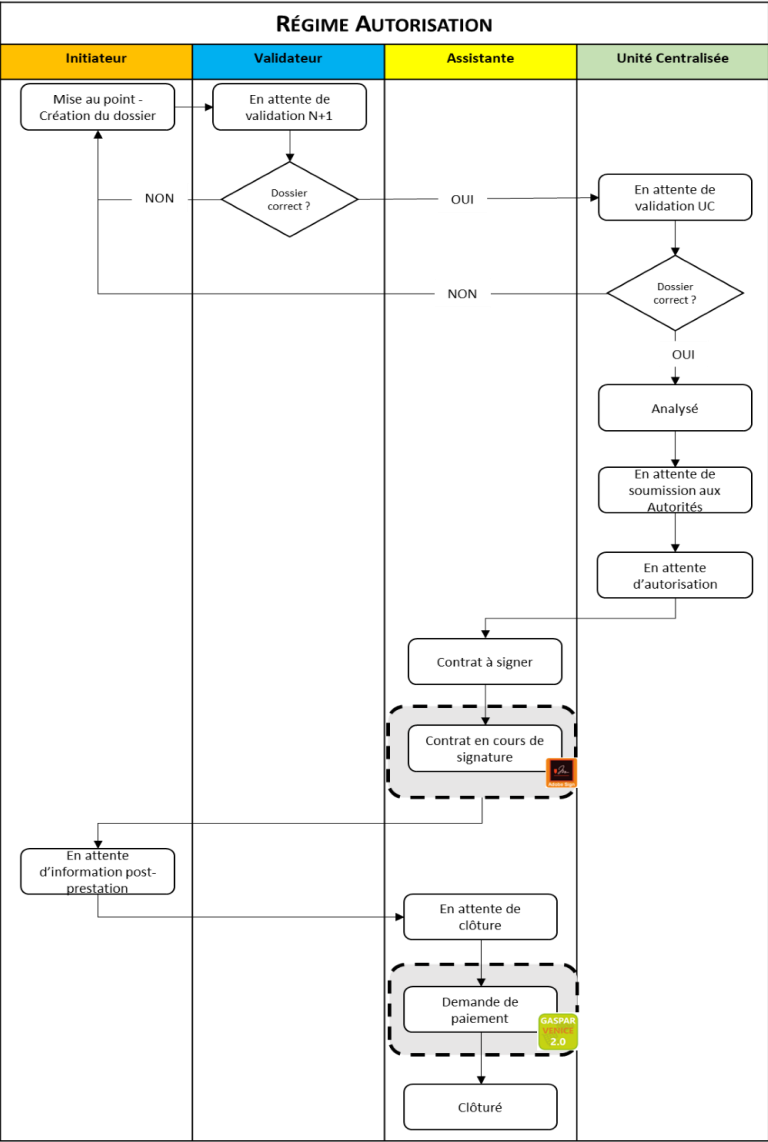 RÉGIME AUTORISATION
Initiateur
Validateur
Assistante
Unité Centralisée
Mise au point -
Création du dossier
En attente de
validation N+1
Dossier
correct ?
NON
OUI
En attente de
validation UC
Dossier
correct ?
NON
OUI
Analysé
En attente de
soumission aux
Autorités
En attente
d'autorisation
Contrat à signer
Contrat en cours de
signature
Adobe Sign
En attente
d'information post-
prestation
En attente de
clôture
Demande de
paiement
GASPAR
VENICE
2.0
Clôturé